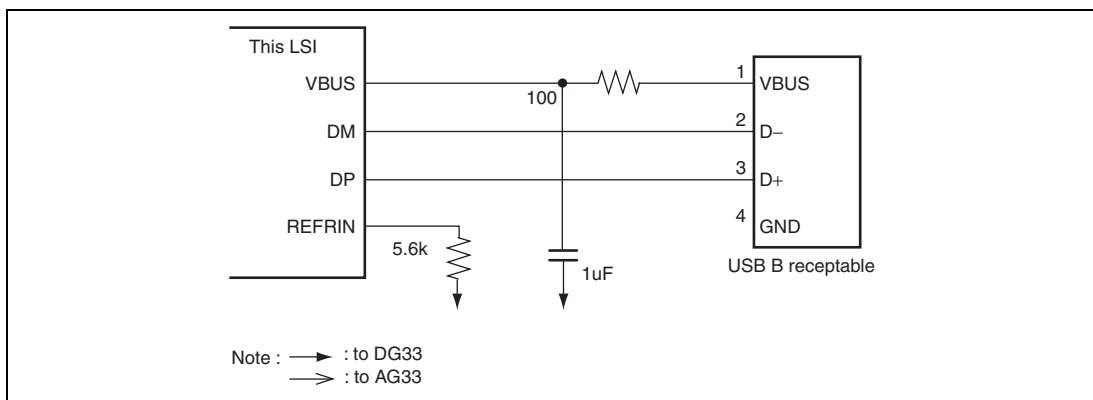 This LSI
VBUS
100
1
VBUS
DM
2
D−
DP
3
D+
REFRIN
5.6k
4
GND
1uF
USB B receptable
Note : : to DG33
: to AG33